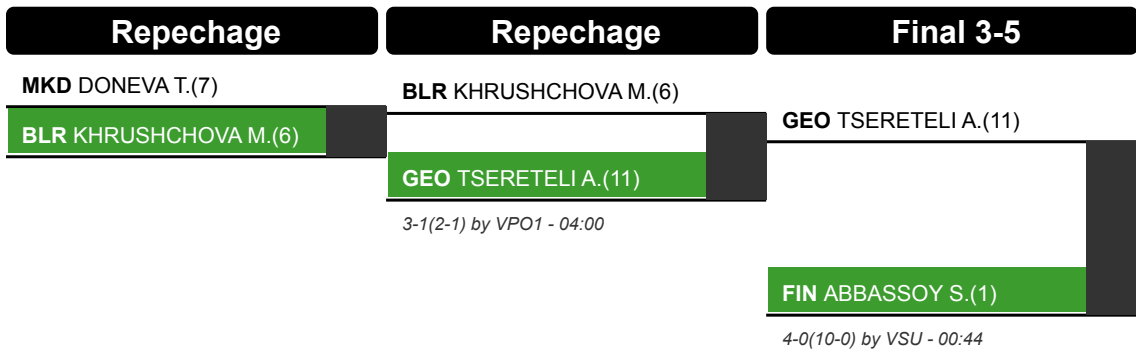 Repechage
MKD DONEVA T.(7)
BLR KHRUSHCHOVA M.(6)
Repechage
BLR KHRUSHCHOVA M.(6)
GEO TSERETELI A.(11)
3-1(2-1) by VPO1 - 04:00
Final 3-5
GEO TSERETELI A.(11)
FIN ABBASSOY S.(1)
4-0(10-0) by VSU - 00:44